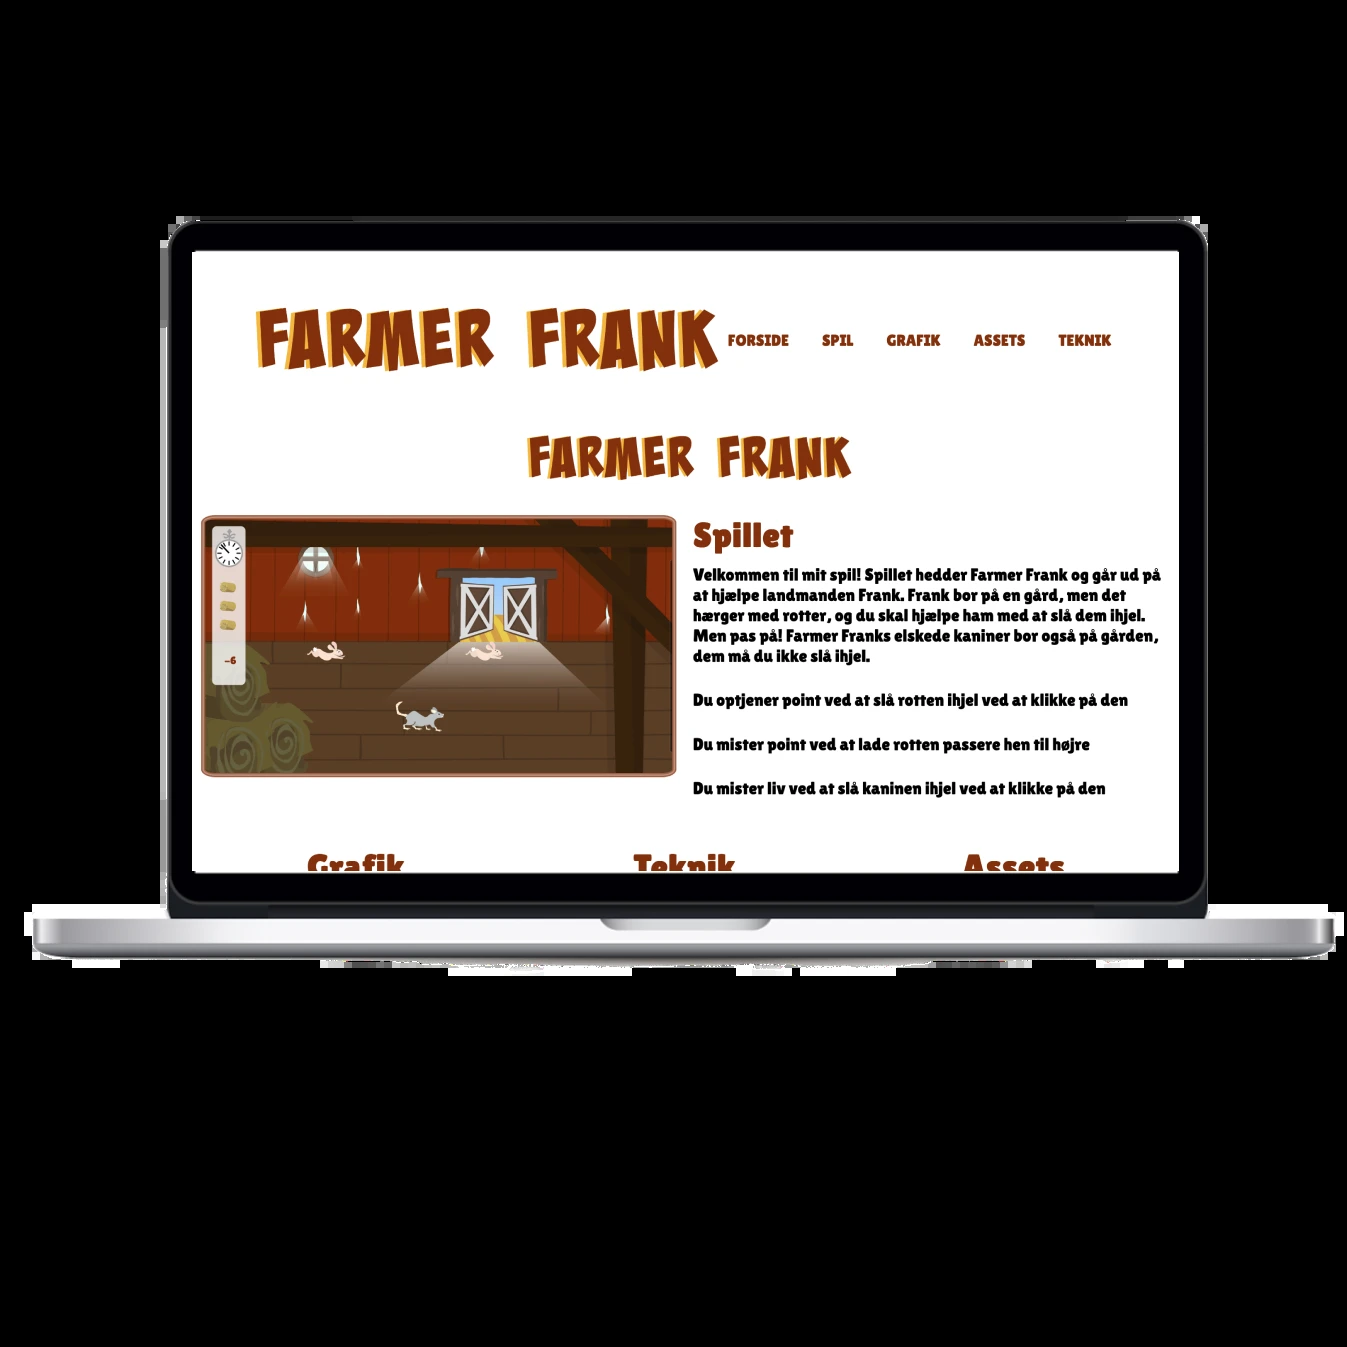 FARMER FRANK
FORSIDE SPIL GRAFIK ASSETS TEKNIK
FARMER FRANK
-6
Spillet
Velkommen til mit spil! Spillet hedder Farmer Frank og går ud på
at hjælpe landmanden Frank. Frank bor på en gård, men det
hærger med rotter, og du skal hjælpe ham med at slå dem ihjel.
Men pas på! Farmer Franks elskede kaniner bor også på gården,
dem må du ikke slå ihjel.
Du optjener point ved at slå rotten ihjel ved at klikke på den
Du mister point ved at lade rotten passere hen til højre
Du mister liv ved at slå kaninen ihjel ved at klikke på den
Grafik Teknik Assets